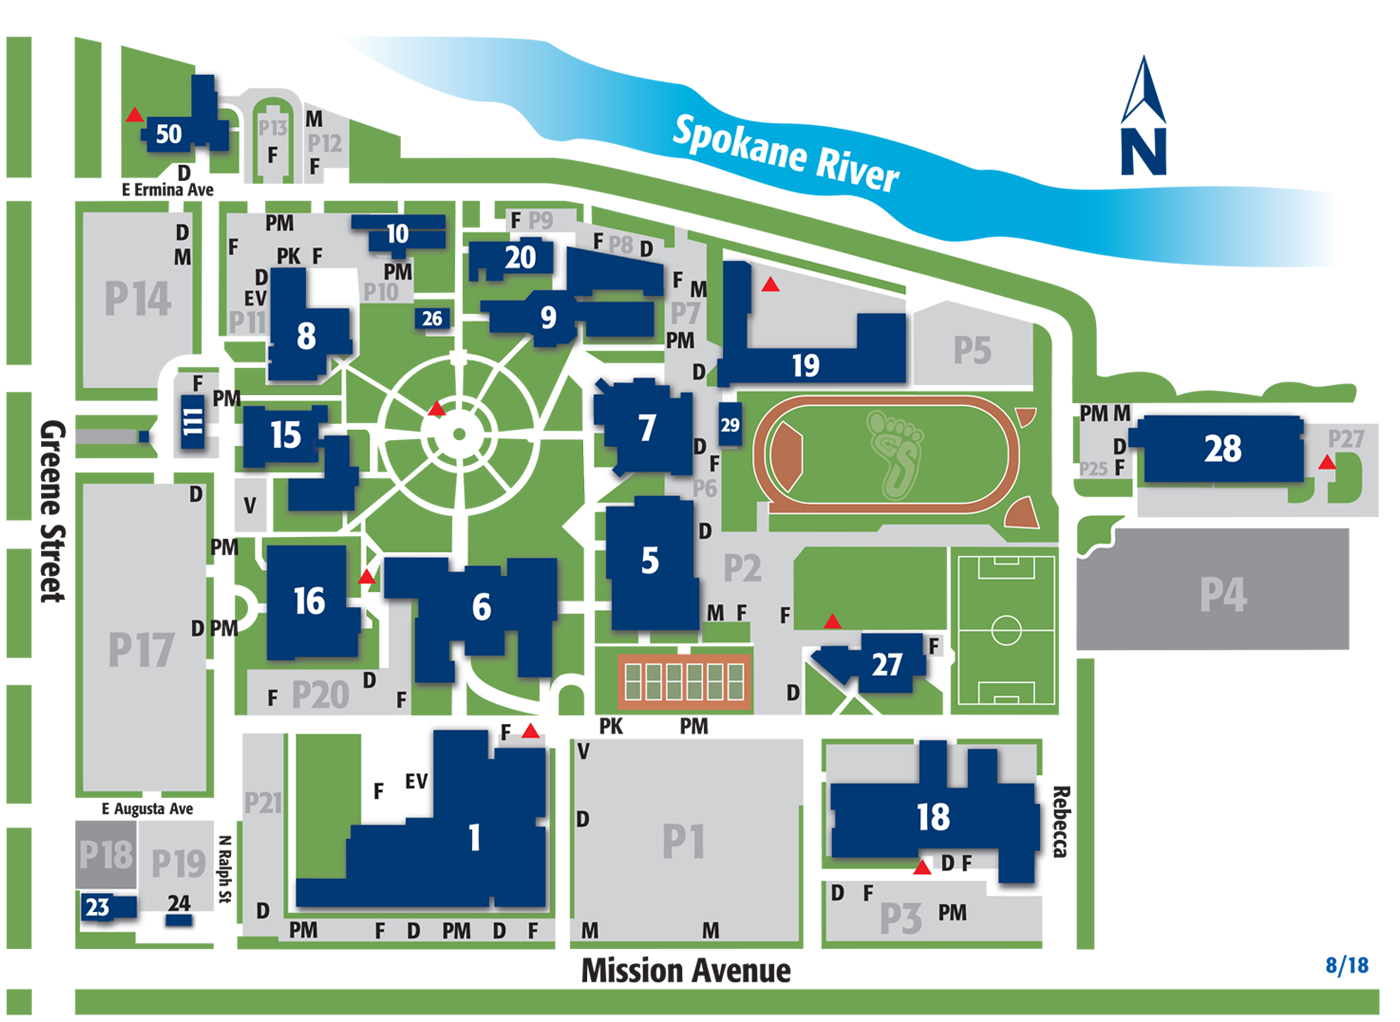 Spokane River
N
50
P13
F
M
P12
F
D
E Ermina Ave
PM
10
F P9
F P8 D
D
M
F
PK F
20
D
PM
F M
EV
P10
P14
P11
26
9
P7
8
PM
19
P5
D
F
PM
111
15
7
29
PM M
D
F
28
P27
P25
D
F
P6
Greene Street
D
V
D
PM
5
P2
P4
16
6
M F
F
D PM
P17
27
F
D
P20
F
F
D
PK
PM
F
V
F
EV
P21
E Augusta Ave
D
1
P1
18
Rebecca
P18
P19
N Ralph St
D F
23
24
D
D F
P3
PM
PM
F
D
PM
D
F
M
M
Mission Avenue
8/18